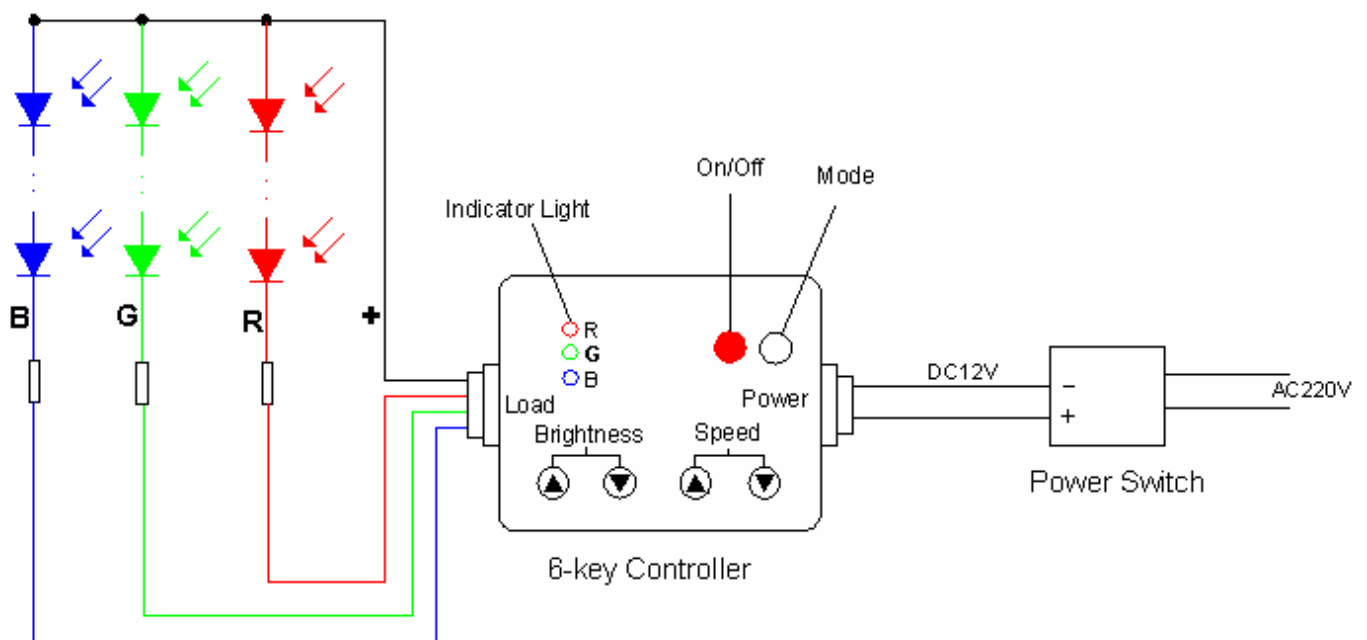 On/Off
Mode
Indicator Light
B
G
R
+
R
G
B
Load
Power
Brightness
Speed
DC12V
-
+
AC220V
Power Switch
6-key Controller